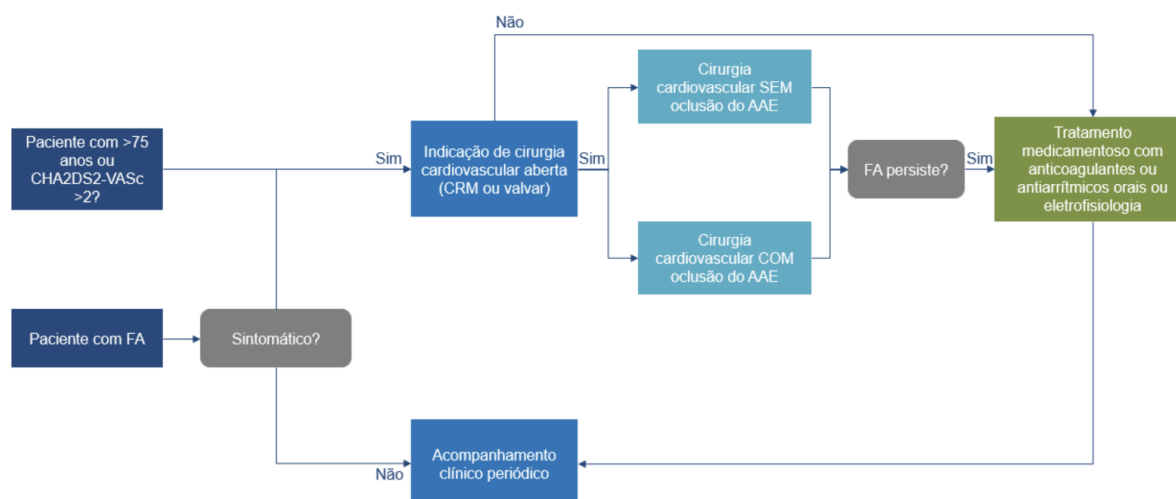 Não
Cirurgia
cardiovascular SEM
oclusão do AAE
Paciente com >75
anos ou
CHA2DS2-VASc
>2?
Sim
Indicação de cirurgia
cardiovascular aberta
(CRM ou valvar)
Sim
FA persiste?
Sim
Tratamento
medicamentoso com
anticoagulantes ou
antiarrítmicos orais ou
eletrofisiologia
Cirurgia
cardiovascular COM
oclusão do AAE
Paciente com FA
Sintomático?
Não
Acompanhamento
clínico periódico